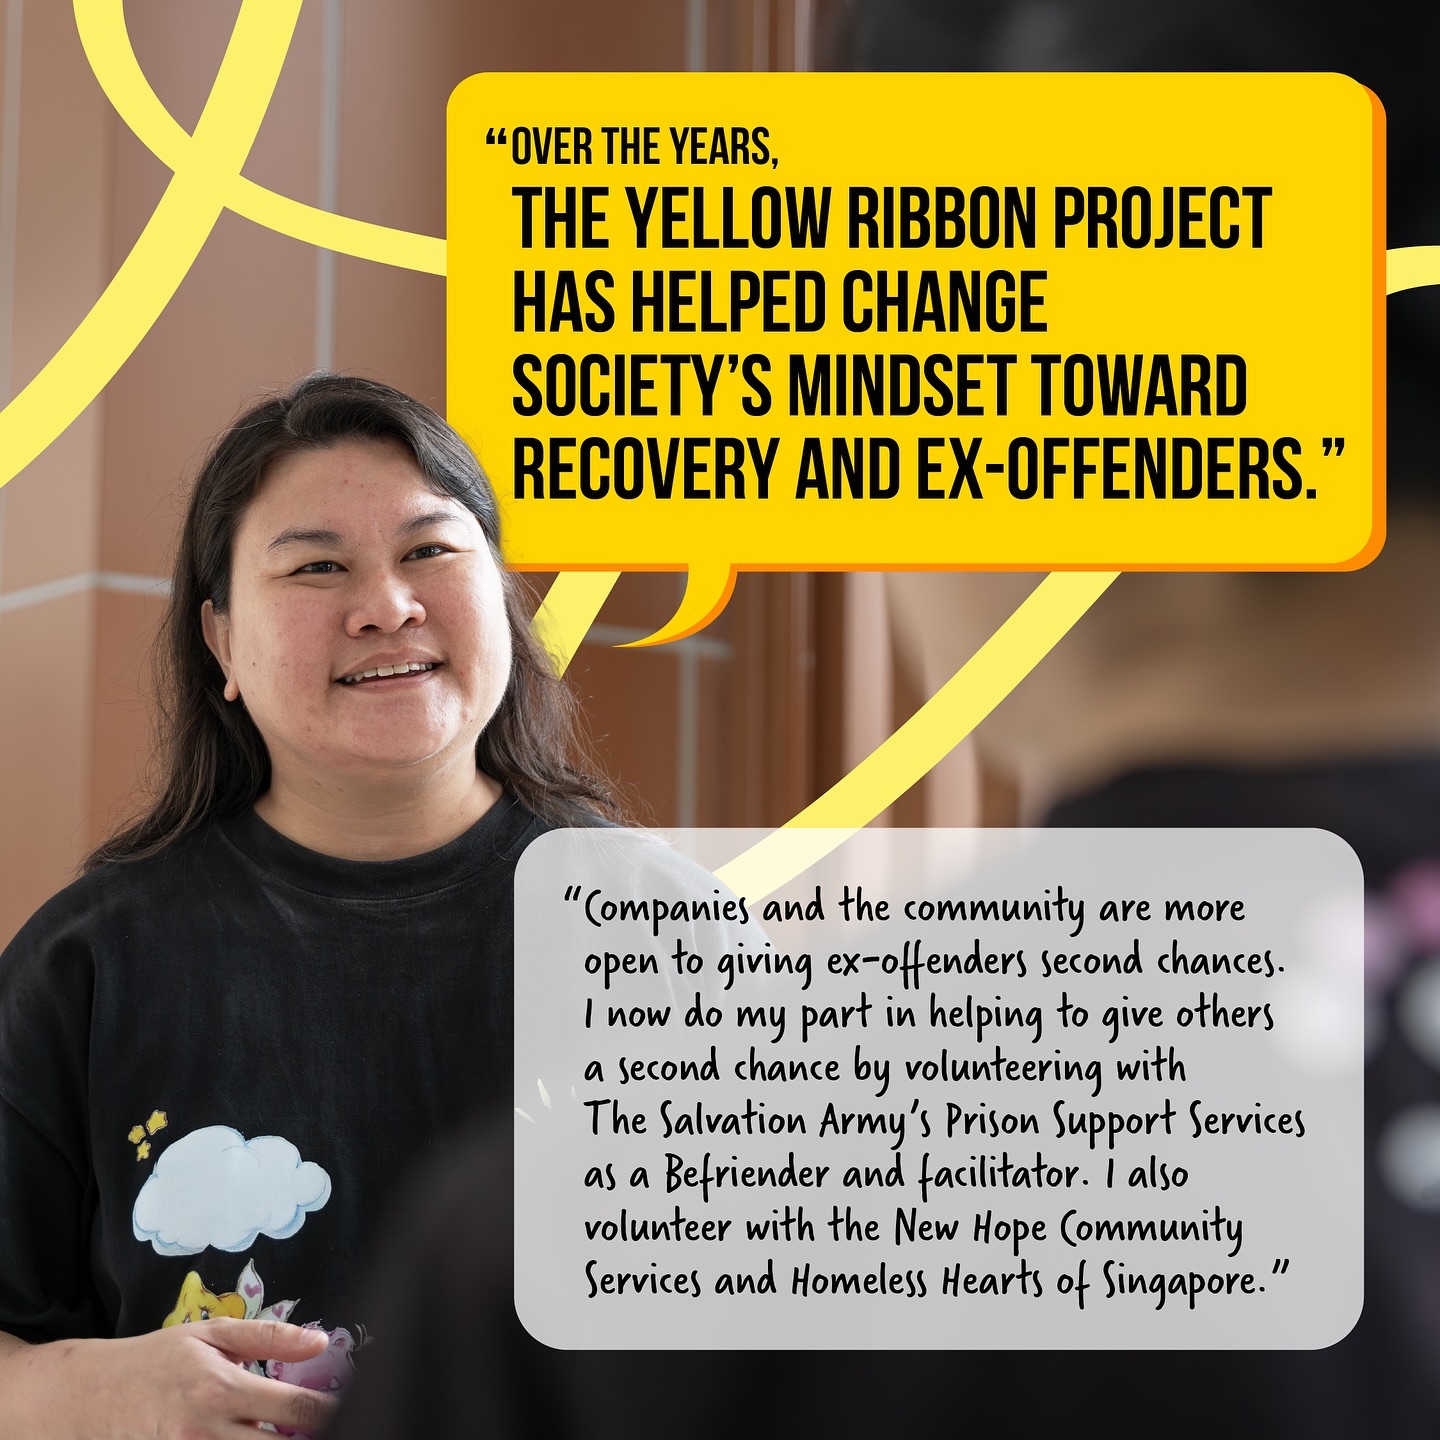 “OVER THE YEARS,
THE YELLOW RIBBON PROJECT
HAS HELPED CHANGE
SOCIETY’S MINDSET TOWARD
RECOVERY AND EX-OFFENDERS.”
“Companies and the community are more
open to giving ex-offenders second chances.
I now do my part in helping to give others
a second chance by volunteering with
The Salvation Army’s Prison Support Services
as a Befriender and facilitator. I also
volunteer with the New Hope Community
Services and Homeless Hearts of Singapore.”